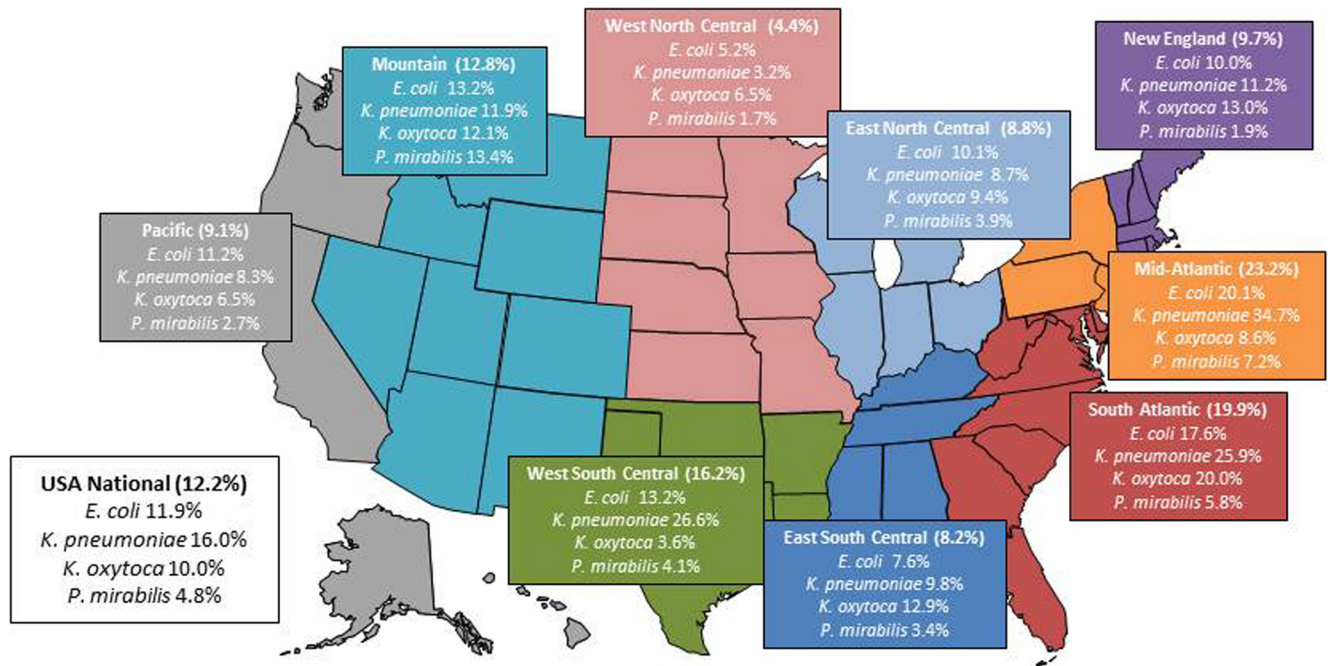 West North Central (4.4%)
E. coli 5.2%
K. pneumoniae 3.2%
K. oxytoca 6.5%
P. mirabilis 1.7%
New England (9.7%)
E. coli 10.0%
K. pneumoniae 11.2%
K. oxytoca 13.0%
P. mirabilis 1.9%
Mountain (12.8%)
E. coli 13.2%
K. pneumoniae 11.9%
K. oxytoca 12.1%
P. mirabilis 13.4%
East North Central (8.8%)
E. coli 10.1%
K. pneumoniae 8.7%
K. oxytoca 9.4%
P. mirabilis 3.9%
Pacific (9.1%)
E. coli 11.2%
K. pneumoniae 8.3%
K. oxytoca 6.5%
P. mirabilis 2.7%
Mid-Atlantic (23.2%)
E. coli 20.1%
K. pneumoniae 34.7%
K. oxytoca 8.6%
P. mirabilis 7.2%
South Atlantic (19.9%)
E. coli 17.6%
K. pneumoniae 25.9%
K. oxytoca 20.0%
P. mirabilis 5.8%
USA National (12.2%)
E. coli 11.9%
K. pneumoniae 16.0%
K. oxytoca 10.0%
P. mirabilis 4.8%
West South Central (16.2%)
E. coli 13.2%
K. pneumoniae 26.6%
K. oxytoca 3.6%
P. mirabilis 4.1%
East South Central (8.2%)
E. coli 7.6%
K. pneumoniae 9.8%
K. oxytoca 12.9%
P. mirabilis 3.4%